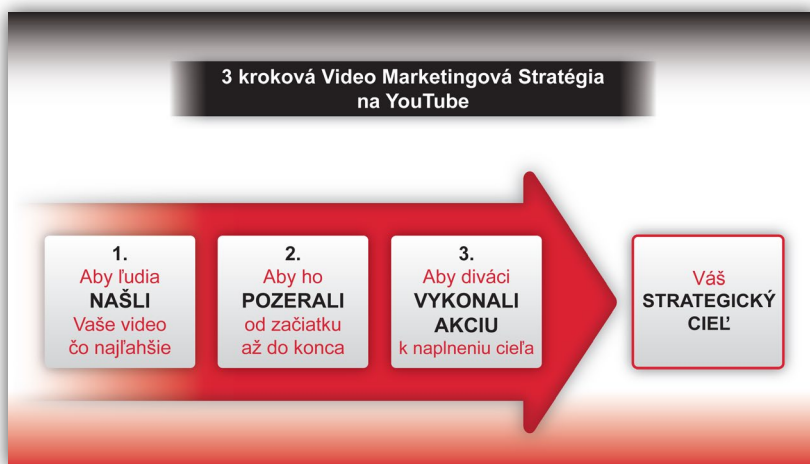 3 kroková Video Marketingová Stratégia
na YouTube
1.
Aby ľudia
NAŠLI
Vaše video
čo najľahšie
2.
Aby ho
POZERALI
od začiatku
až do konca
3.
Aby diváci
VYKONALI
AKCIU
k naplneniu cieľa
Váš
STRATEGICKÝ
CIEĽ